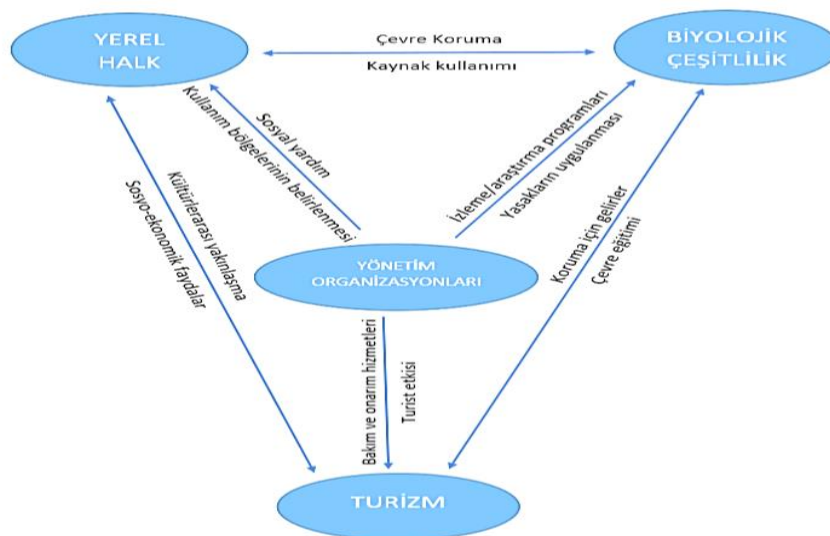 YEREL
HALK
Çevre Koruma
Kaynak kullanımı
BİYOLOJİK
ÇEŞİTLİLİK
Sosyal yardım
Kullanım bölgelerinin belirlenmesi
İzleme/araştırma programları
Yasakların uygulanması
Kültürlerarası yakınlaşma
Sosyo-ekonomik faydalar
YÖNETİM
ORGANİZASYONLARI
Koruma için gelirler
Çevre eğitimi
Bakım ve onarım hizmetleri
Turist etkisi
TURİZM